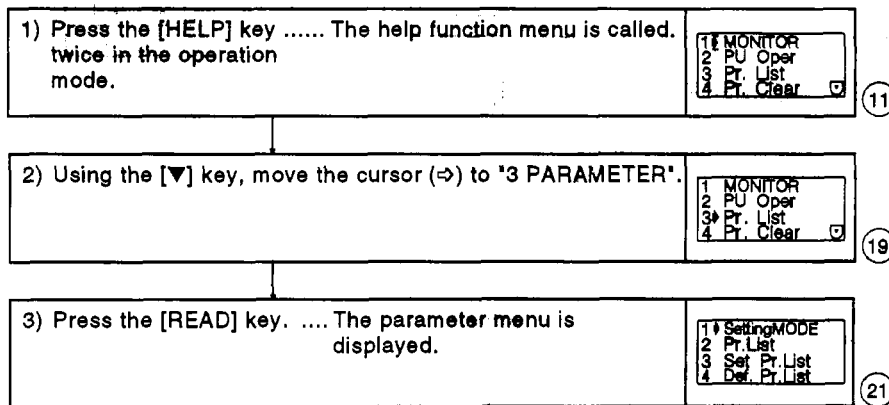 1) Press the [HELP] key ...... The help function menu is called.
twice in the operation
mode.
1 MONITOR
2 PU Oper
3 Pr. List
4 Pr. Clear
11
2) Using the [▼] key, move the cursor (⇨) to "3 PARAMETER".
1 MONITOR
2 PU Oper
3 Pr. List
4 Pr. Clear
19
3) Press the [READ] key. .... The parameter menu is
displayed.
1 SettingMODE
2 Pr.List
3 Set Pr.List
4 Def. Pr.List
21